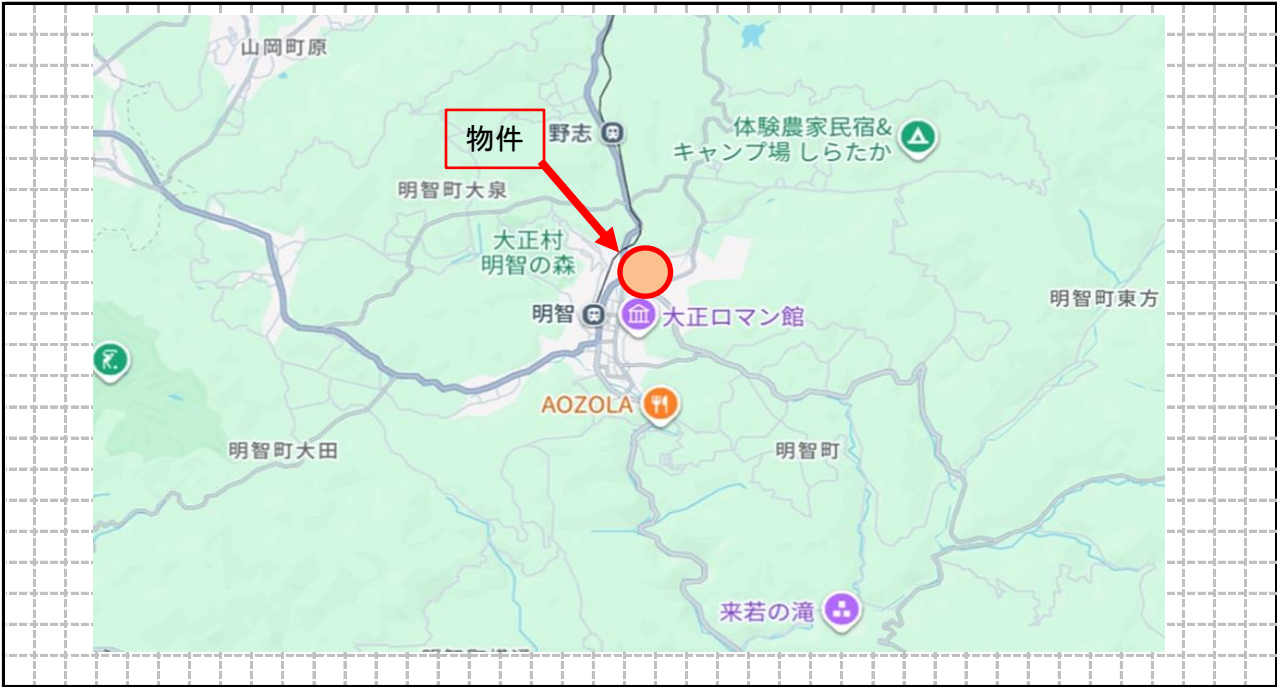 山岡町原
物件
野志
体験農家民宿&
キャンプ場 しらたか
明智町大泉
大正村
明智の森
明智町東方
明智
大正ロマン館
AOZOLA
明智町大田
明智町
来若の滝